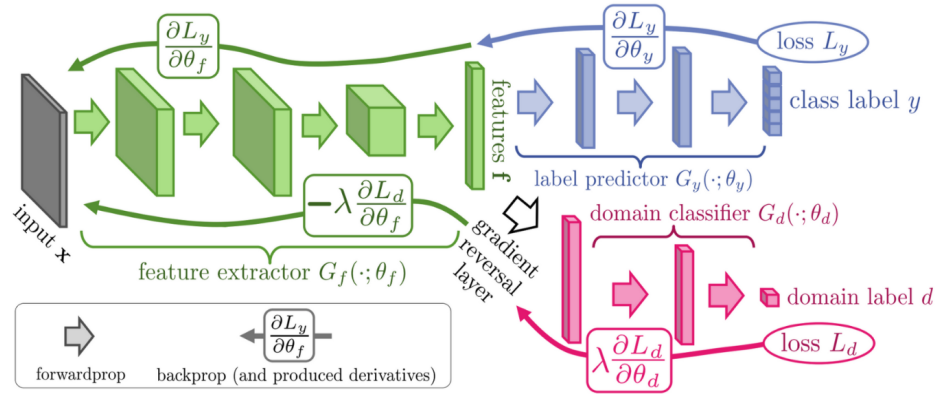 ∂L_y/∂θ_f
∂L_y/∂θ_y
loss L_y
features f
class label y
label predictor G_y(·; θ_y)
input x
−λ ∂L_d/∂θ_f
feature extractor G_f(·; θ_f)
gradient
reversal
layer
domain classifier G_d(·; θ_d)
domain label d
λ ∂L_d/∂θ_d
loss L_d
∂L_y/∂θ_f
forwardprop
backprop (and produced derivatives)